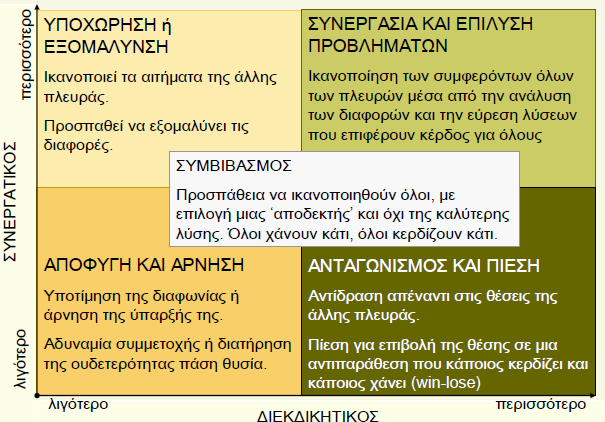 περισσότερο
ΣΥΝΕΡΓΑΤΙΚΟΣ
λιγότερο
ΥΠΟΧΩΡΗΣΗ ή
ΕΞΟΜΑΛΥΝΣΗ
Ικανοποιεί τα αιτήματα της άλλης
πλευράς.
Προσπαθεί να εξομαλύνει τις
διαφορές.
ΣΥΝΕΡΓΑΣΙΑ ΚΑΙ ΕΠΙΛΥΣΗ
ΠΡΟΒΛΗΜΑΤΩΝ
Ικανοποίηση των συμφερόντων όλων
των πλευρών μέσα από την ανάλυση
των διαφορών και την εύρεση λύσεων
που επιφέρουν κέρδος για όλους
ΣΥΜΒΙΒΑΣΜΟΣ
Προσπάθεια να ικανοποιηθούν όλοι, με
επιλογή μιας ‘αποδεκτής’ και όχι της καλύτερης
λύσης. Όλοι χάνουν κάτι, όλοι κερδίζουν κάτι.
ΑΠΟΦΥΓΗ ΚΑΙ ΑΡΝΗΣΗ
Υποτίμηση της διαφωνίας ή
άρνηση της ύπαρξής της.
Αδυναμία συμμετοχής ή διατήρηση
της ουδετερότητας πάση θυσία.
ΑΝΤΑΓΩΝΙΣΜΟΣ ΚΑΙ ΠΙΕΣΗ
Αντίδραση απέναντι στις θέσεις της
άλλης πλευράς.
Πίεση για επιβολή της θέσης σε μια
αντιπαράθεση που κάποιος κερδίζει και
κάποιος χάνει (win-lose)
λιγότερο
ΔΙΕΚΔΙΚΗΤΙΚΟΣ
περισσότερο